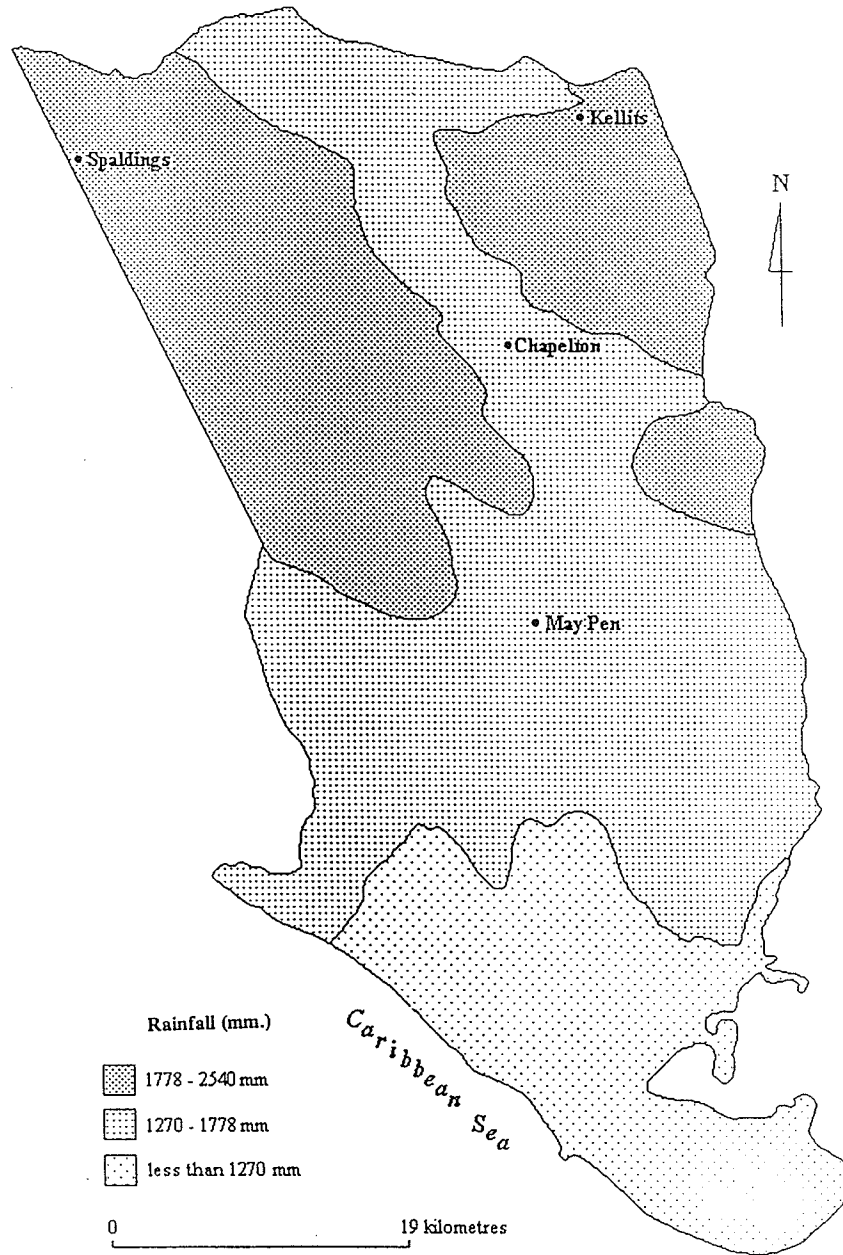 Kellits
Spaldings
N
Chapelton
May Pen
Caribbean Sea
Rainfall (mm.)
1778 - 2540 mm
1270 - 1778 mm
less than 1270 mm
0 19 kilometres